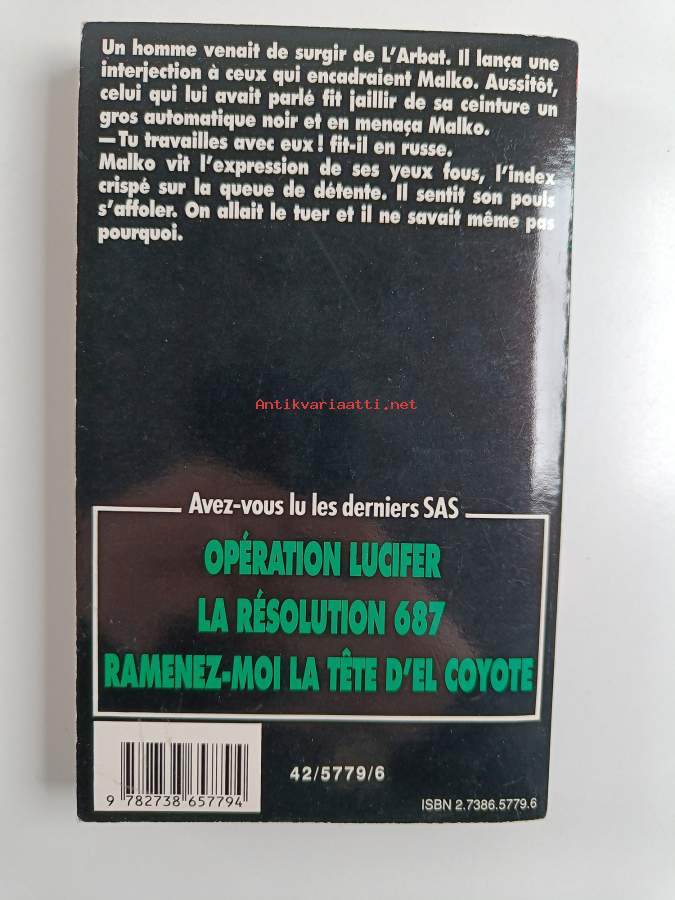 Un homme venait de surgir de L'Arbat. Il lança une
interjection à ceux qui encadraient Malko. Aussitôt,
celui qui lui avait parlé fit jaillir de sa ceinture un
gros automatique noir et en menaça Malko.
—Tu travailles avec eux! fit-il en russe.
Malko vit l'expression de ses yeux fous, l'index
crispé sur la queue de détente. Il sentit son pouls
s'affoler. On allait le tuer et il ne savait même pas
pourquoi.
Antikvariaatti.net
Avez-vous lu les derniers SAS
OPÉRATION LUCIFER
LA RÉSOLUTION 687
RAMENEZ-MOI LA TÊTE D'EL COYOTE
42/5779/6
9 782738 657794
ISBN 2.7386.5779.6